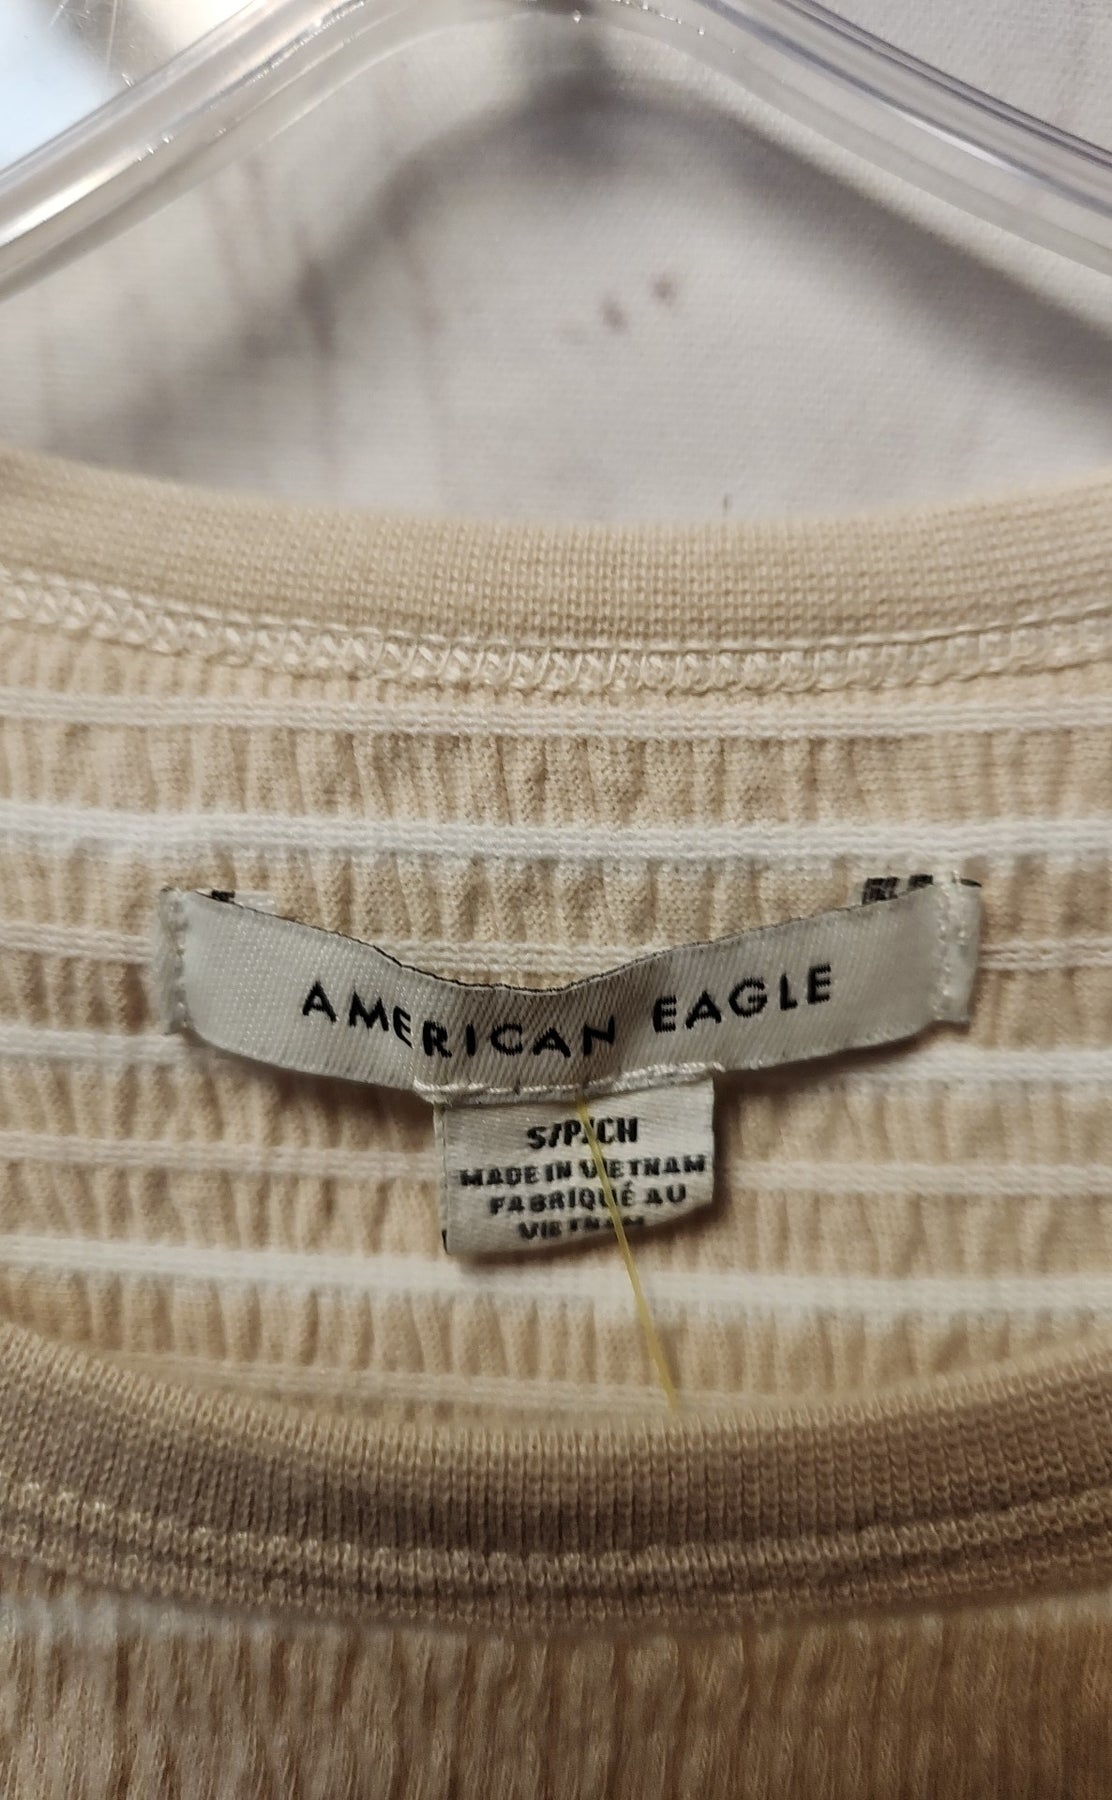 AMERICAN EAGLE
S/P/CH
MADE IN VIETNAM
FABRIQUÉ AU
VIETNAM